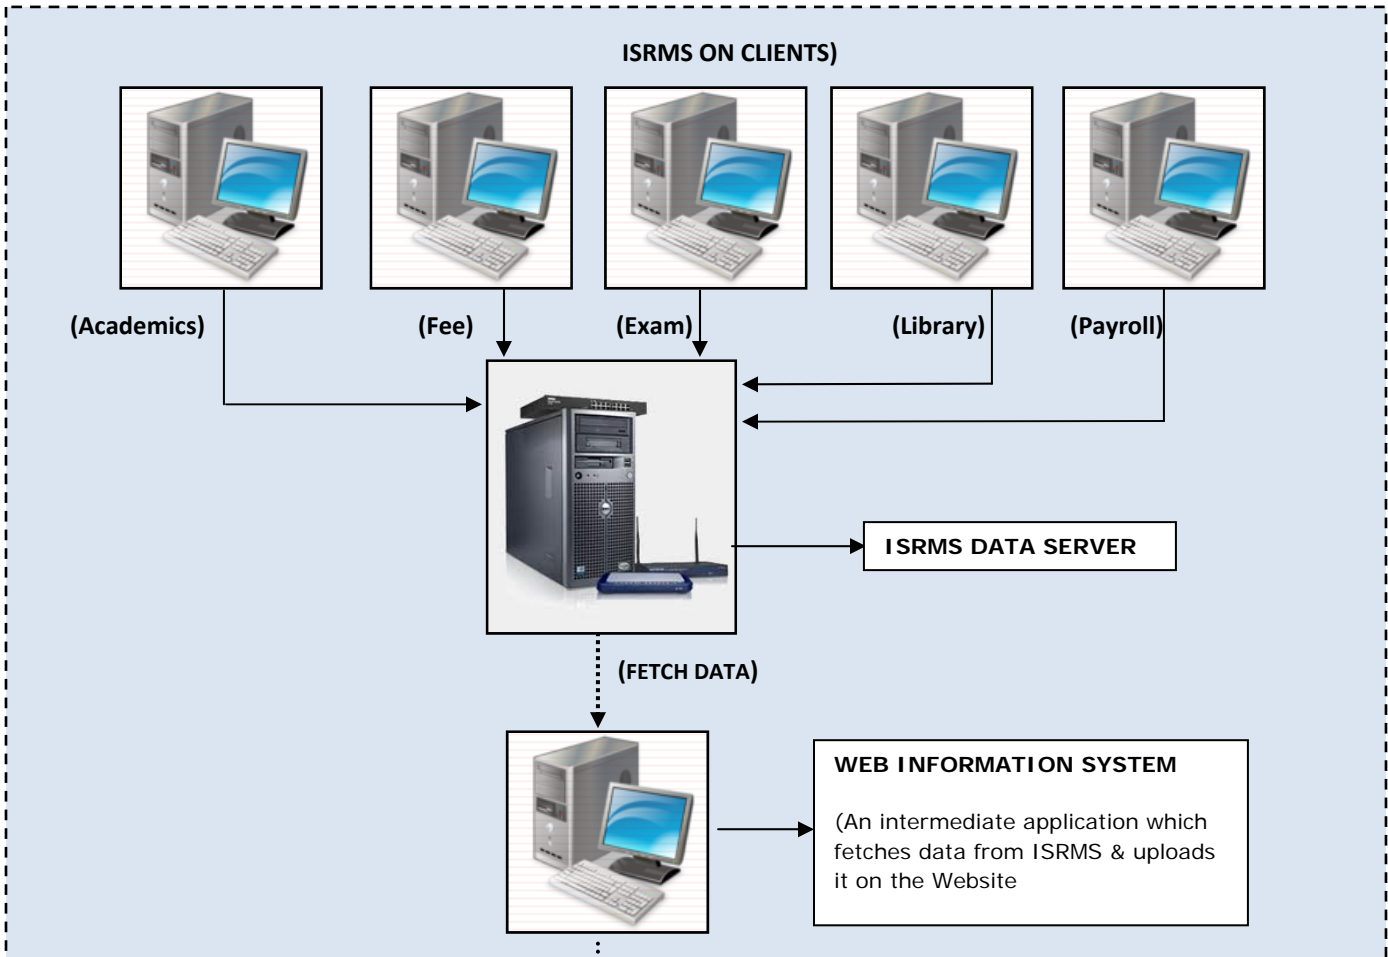 ISRMS ON CLIENTS)
(Academics)
(Fee)
(Exam)
(Library)
(Payroll)
ISRMS DATA SERVER
(FETCH DATA)
WEB INFORMATION SYSTEM
(An intermediate application which
fetches data from ISRMS & uploads
it on the Website